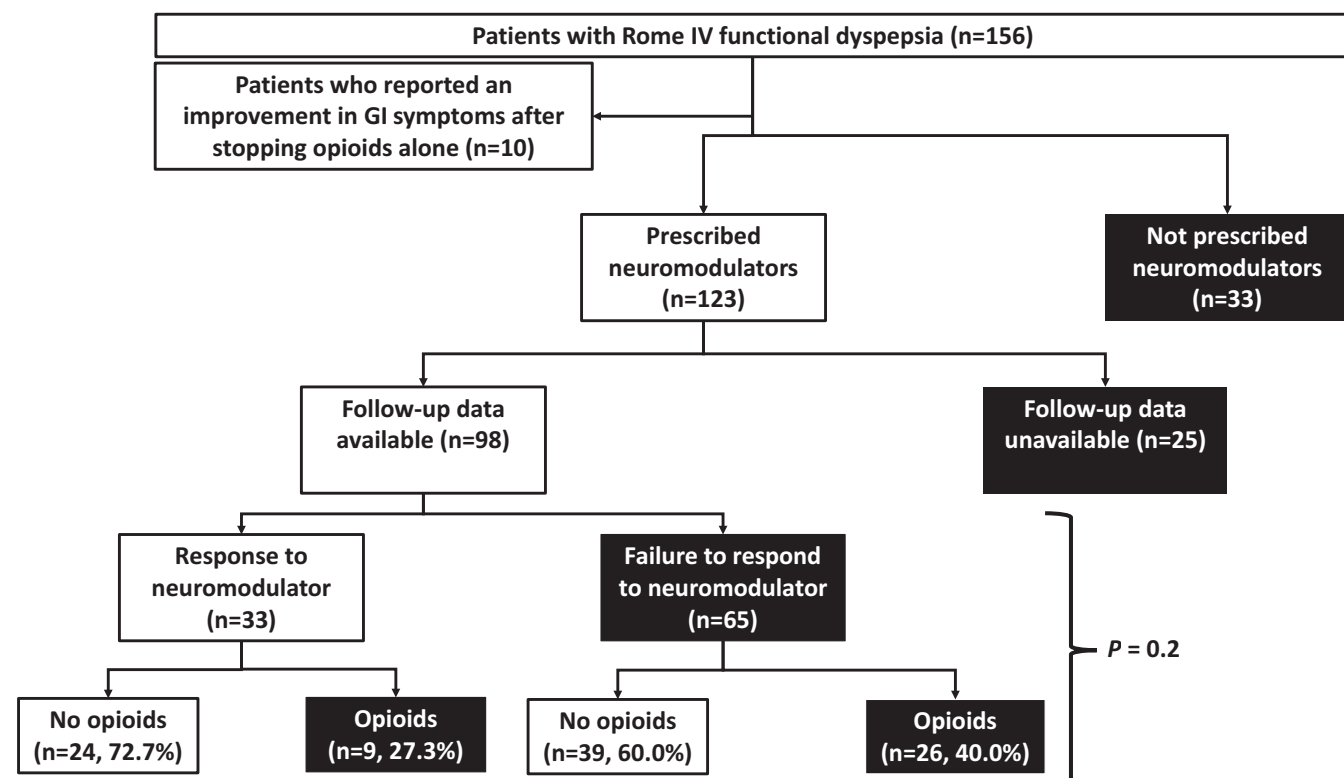 Patients with Rome IV functional dyspepsia (n=156)
Patients who reported an
improvement in GI symptoms after
stopping opioids alone (n=10)
Prescribed
neuromodulators
(n=123)
Not prescribed
neuromodulators
(n=33)
Follow-up data
available (n=98)
Follow-up data
unavailable (n=25)
Response to
neuromodulator
(n=33)
Failure to respond
to neuromodulator
(n=65)
P = 0.2
No opioids
(n=24, 72.7%)
Opioids
(n=9, 27.3%)
No opioids
(n=39, 60.0%)
Opioids
(n=26, 40.0%)